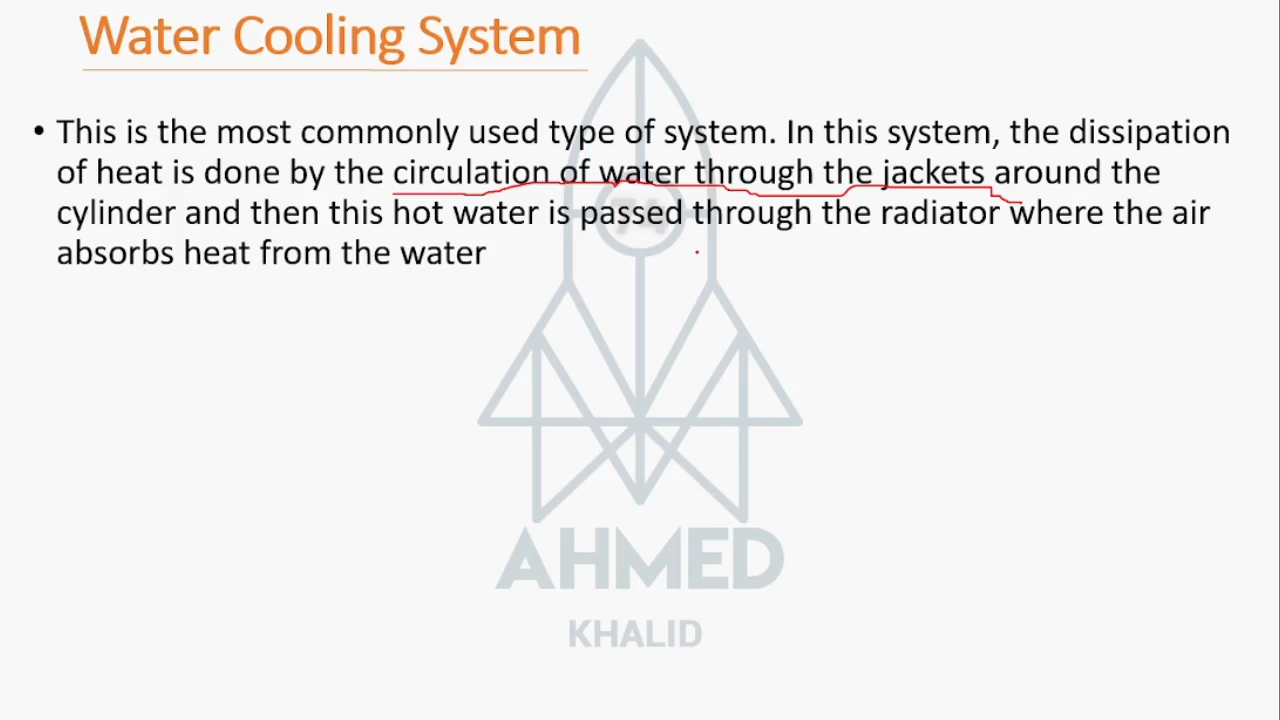 Water Cooling System
• This is the most commonly used type of system. In this system, the dissipation
of heat is done by the circulation of water through the jackets around the
cylinder and then this hot water is passed through the radiator where the air
absorbs heat from the water
74
AHMED
KHALID